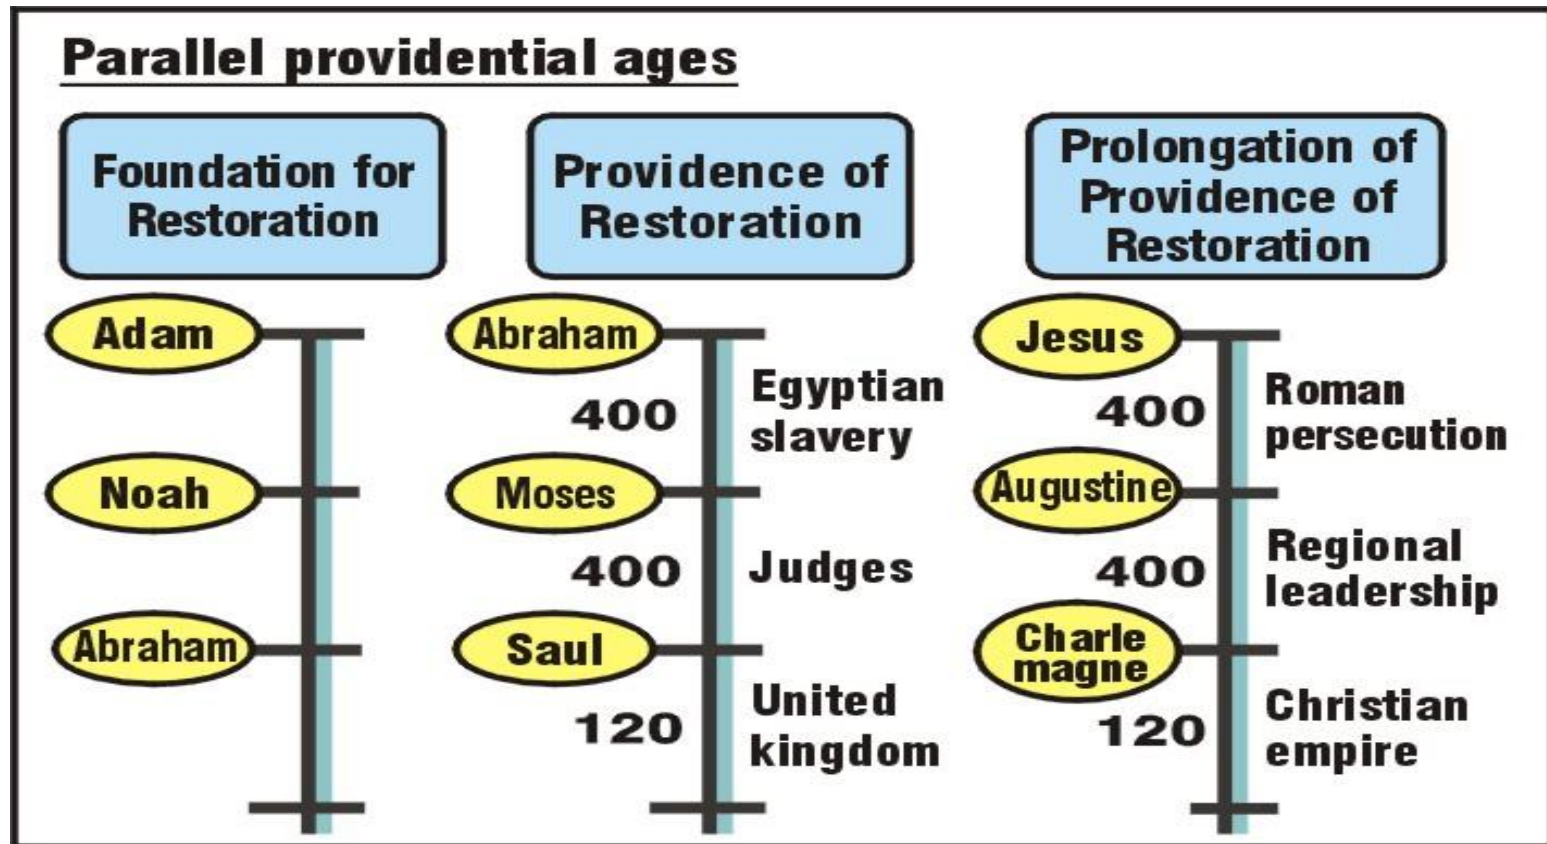 Parallel providential ages
Foundation for
Restoration
Providence of
Restoration
Prolongation of
Providence of
Restoration
Adam
Noah
Abraham
Abraham
400
Egyptian
slavery
Moses
400
Judges
Saul
120
United
kingdom
Jesus
400
Roman
persecution
Augustine
400
Regional
leadership
Charle
magne
120
Christian
empire